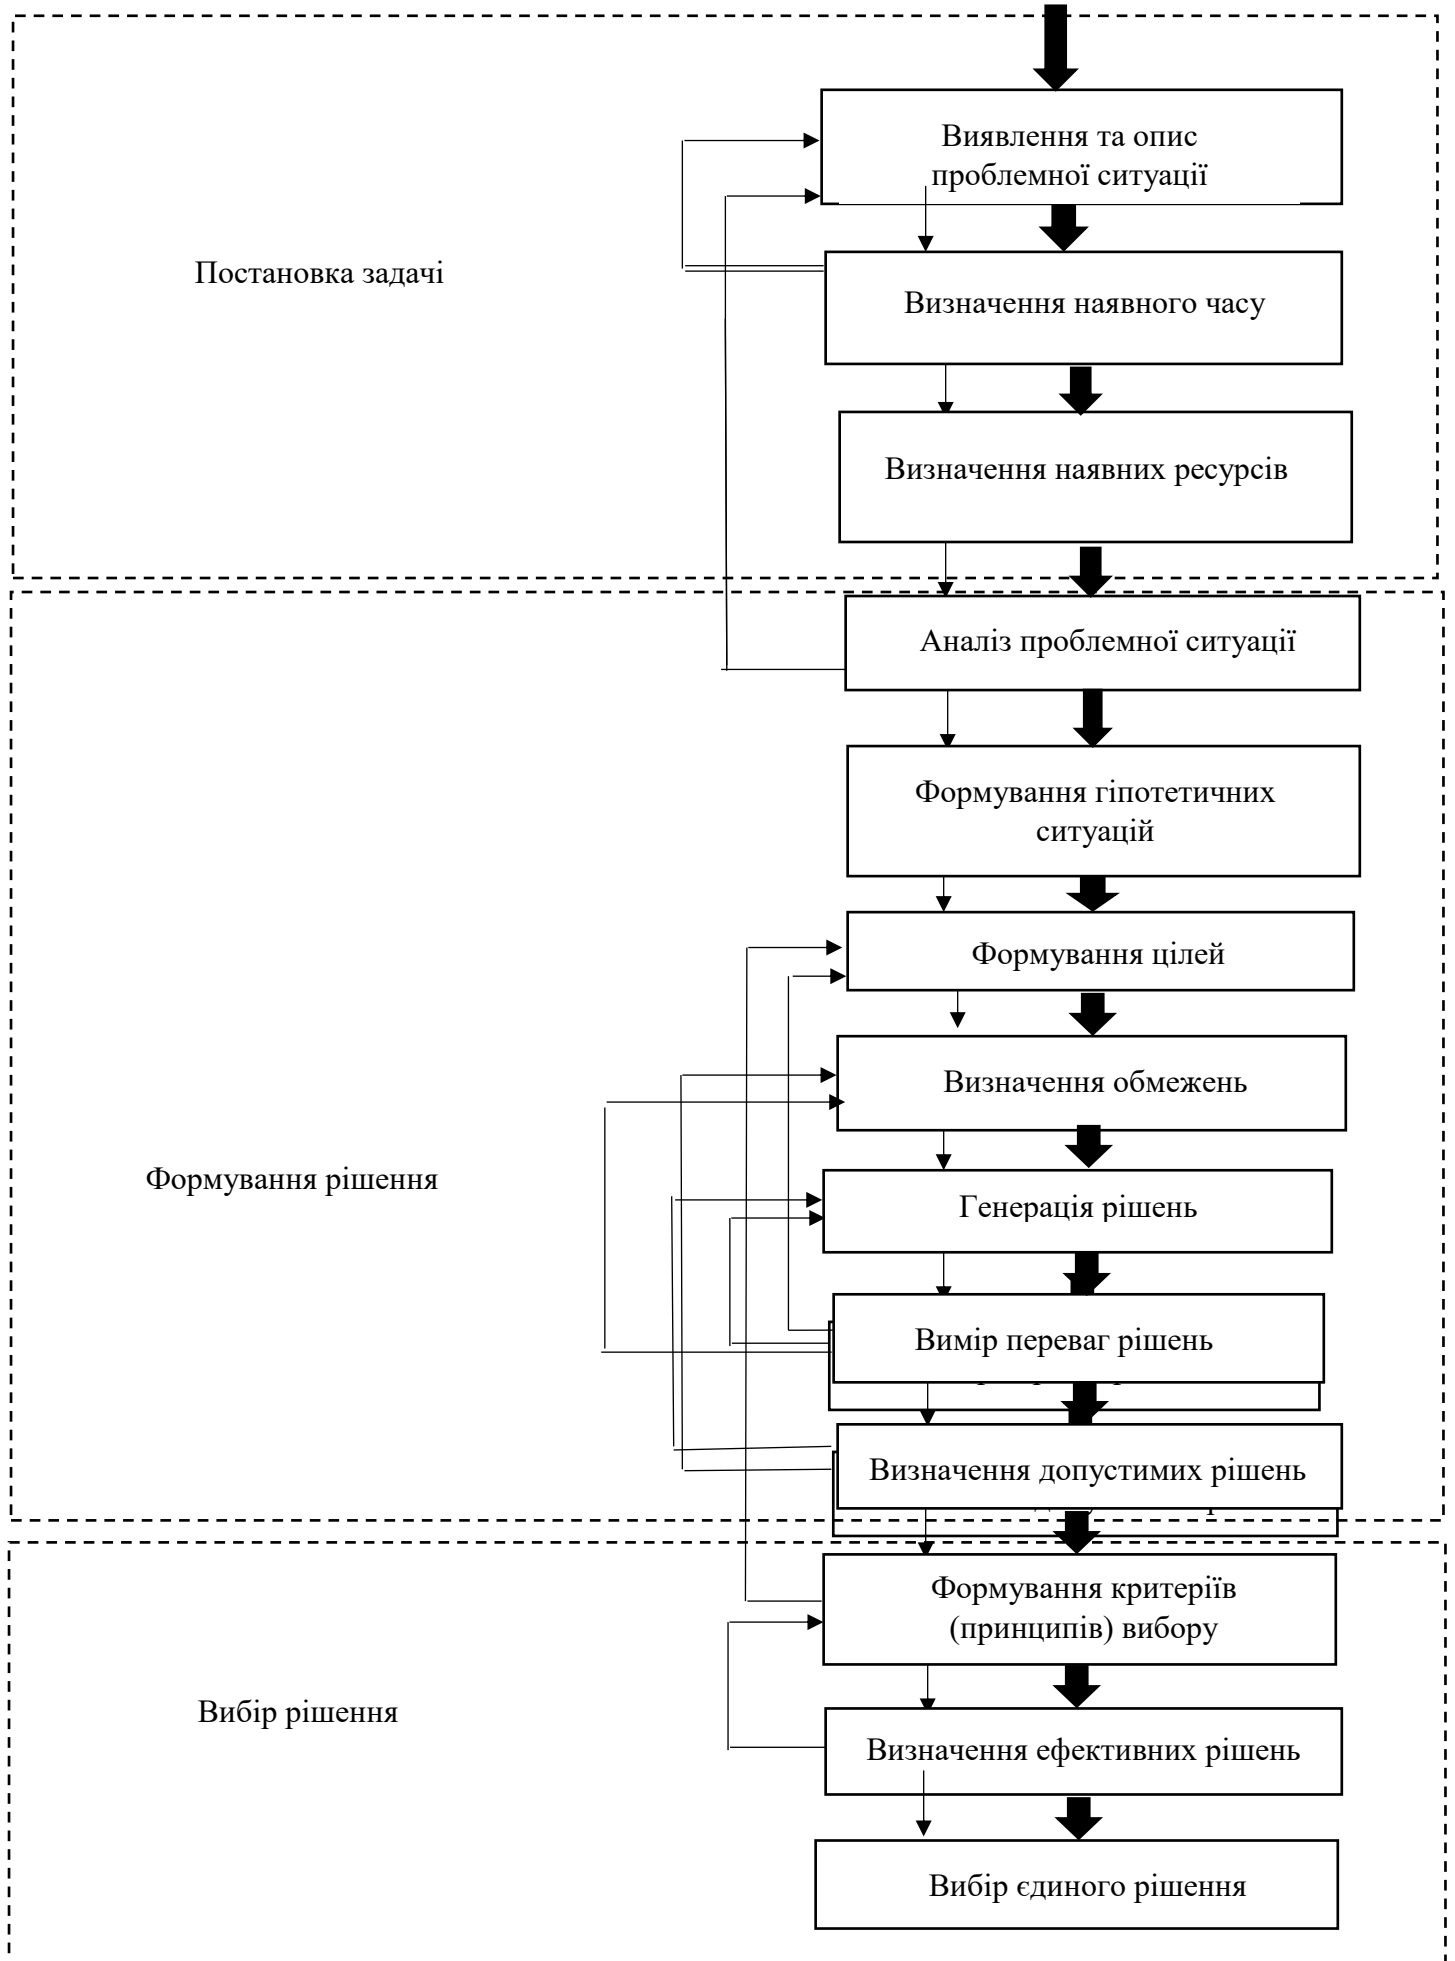 Виявлення та опис
проблемної ситуації
Постановка задачі
Визначення наявного часу
Визначення наявних ресурсів
Аналіз проблемної ситуації
Формування гіпотетичних
ситуацій
Формування цілей
Визначення обмежень
Формування рішення
Генерація рішень
Вимір переваг рішень
Визначення допустимих рішень
Формування критеріїв
(принципів) вибору
Вибір рішення
Визначення ефективних рішень
Вибір єдиного рішення